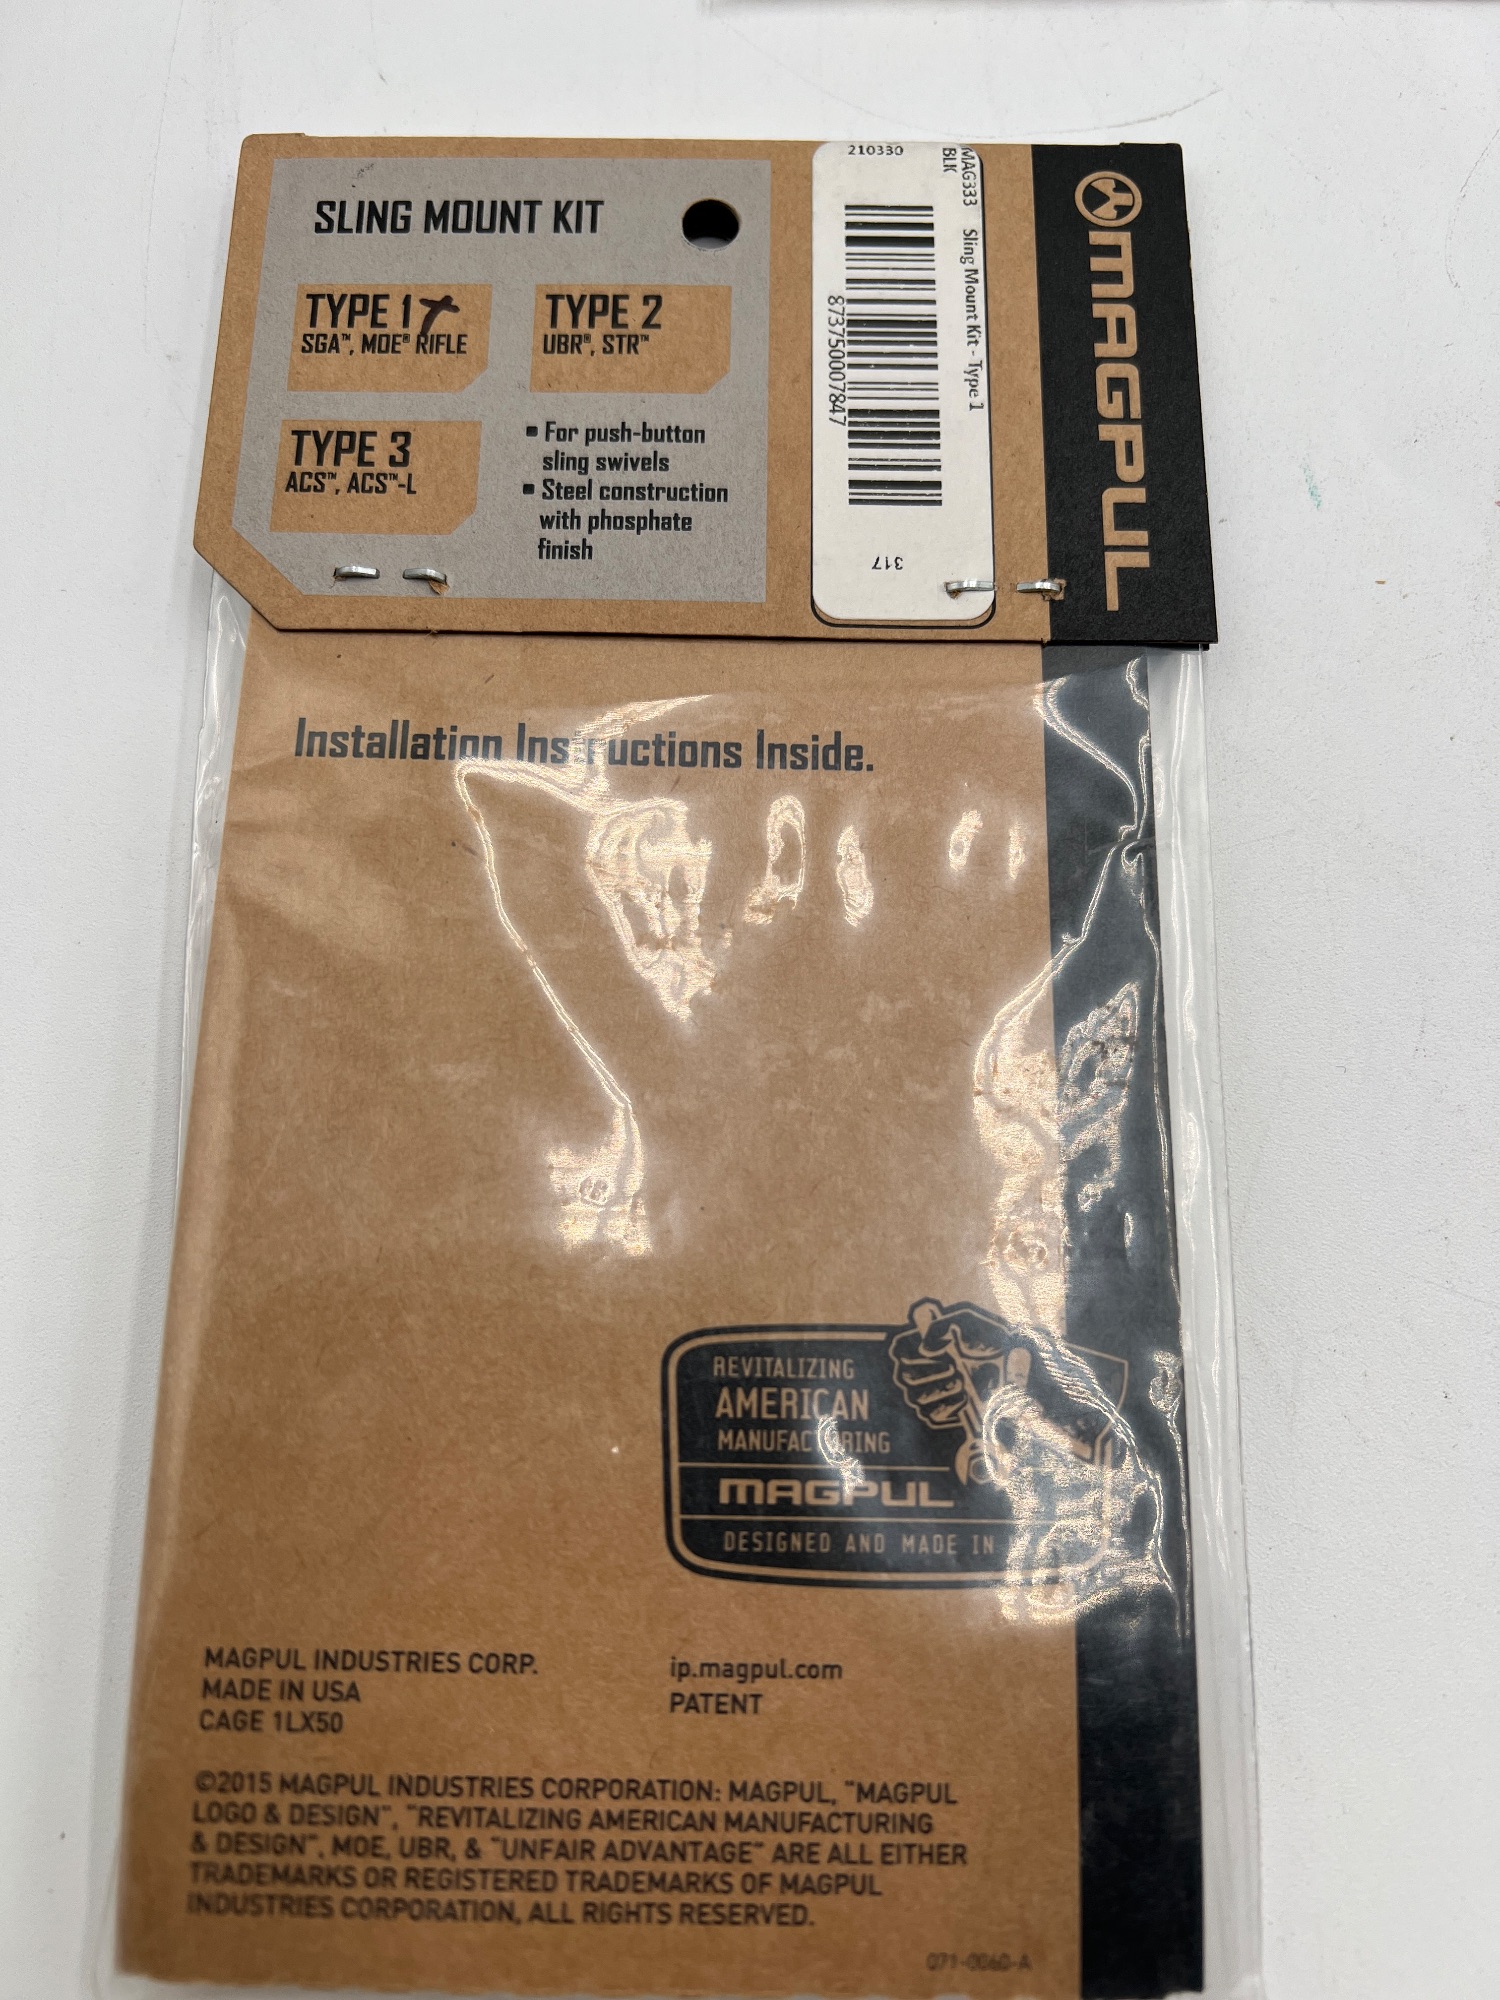 SLING MOUNT KIT
TYPE 1
SGA™, MOE® RIFLE
TYPE 2
UBR®, STR™
TYPE 3
ACS™, ACS™-L
▪ For push-button
sling swivels
▪ Steel construction
with phosphate
finish
210330
MAG333 Sling Mount Kit - Type 1
BLK
873750007847
317
MAGPUL
Installation Instructions Inside.
REVITALIZING
AMERICAN
MANUFACTURING
MAGPUL
DESIGNED AND MADE IN
MAGPUL INDUSTRIES CORP.
MADE IN USA
CAGE 1LX50
ip.magpul.com
PATENT
©2015 MAGPUL INDUSTRIES CORPORATION: MAGPUL, "MAGPUL
LOGO & DESIGN", "REVITALIZING AMERICAN MANUFACTURING
& DESIGN", MOE, UBR, & "UNFAIR ADVANTAGE" ARE ALL EITHER
TRADEMARKS OR REGISTERED TRADEMARKS OF MAGPUL
INDUSTRIES CORPORATION, ALL RIGHTS RESERVED.
071-0060-A